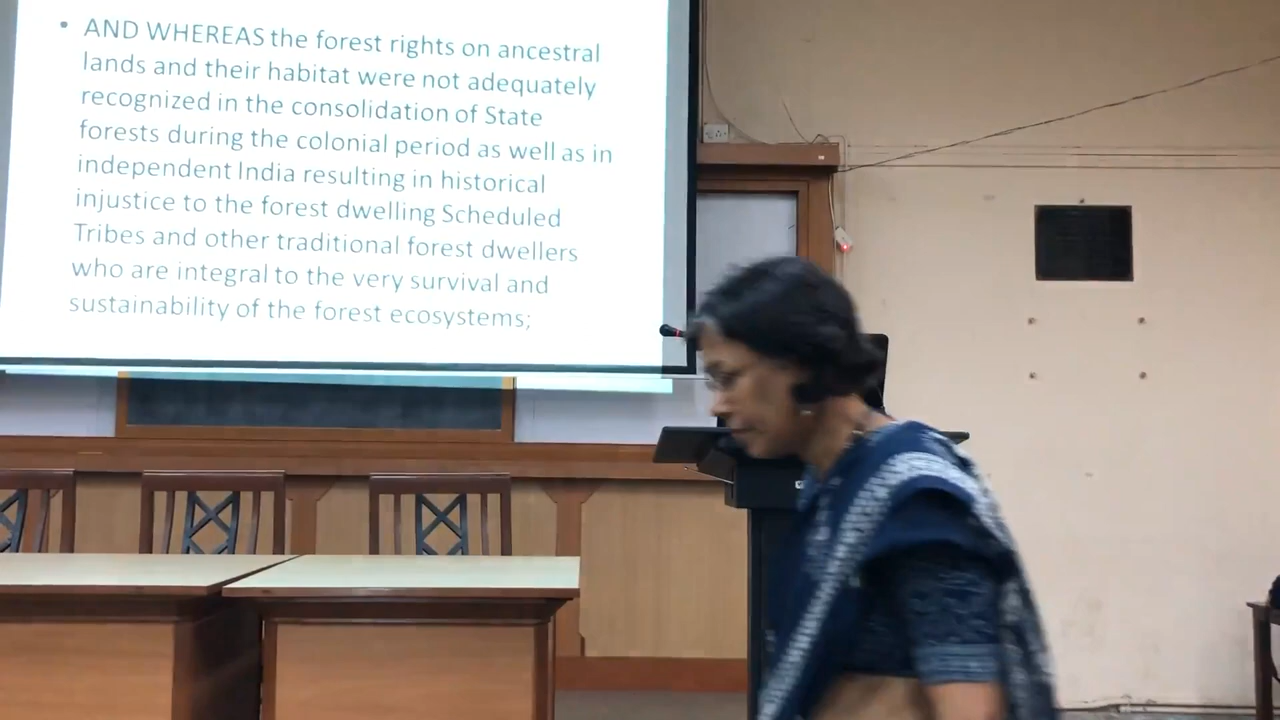 • AND WHEREAS the forest rights on ancestral
lands and their habitat were not adequately
recognized in the consolidation of State
forests during the colonial period as well as in
independent India resulting in historical
injustice to the forest dwelling Scheduled
Tribes and other traditional forest dwellers
who are integral to the very survival and
sustainability of the forest ecosystems;